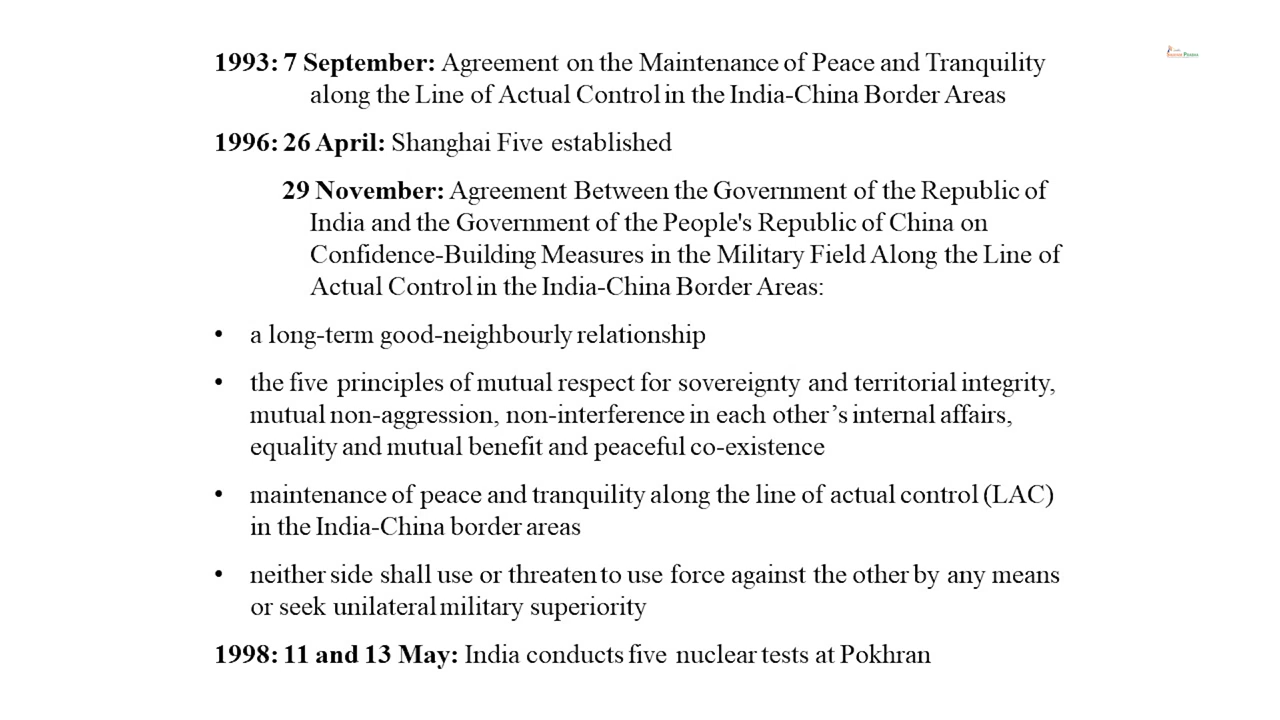 1993: 7 September: Agreement on the Maintenance of Peace and Tranquility
along the Line of Actual Control in the India-China Border Areas
1996: 26 April: Shanghai Five established
29 November: Agreement Between the Government of the Republic of
India and the Government of the People's Republic of China on
Confidence-Building Measures in the Military Field Along the Line of
Actual Control in the India-China Border Areas:
• a long-term good-neighbourly relationship
• the five principles of mutual respect for sovereignty and territorial integrity,
mutual non-aggression, non-interference in each other’s internal affairs,
equality and mutual benefit and peaceful co-existence
• maintenance of peace and tranquility along the line of actual control (LAC)
in the India-China border areas
• neither side shall use or threaten to use force against the other by any means
or seek unilateral military superiority
1998: 11 and 13 May: India conducts five nuclear tests at Pokhran